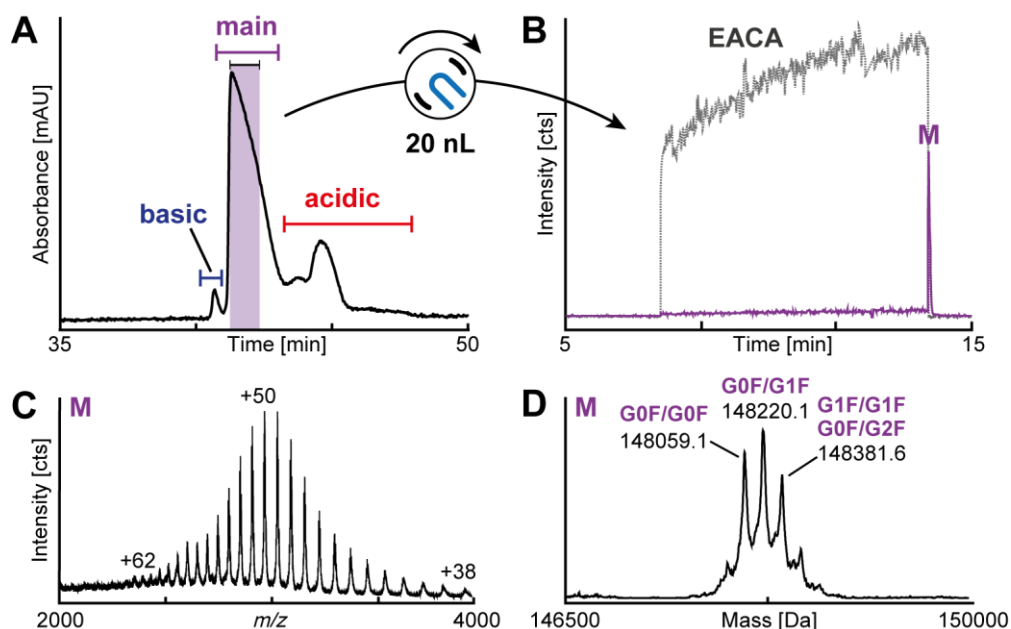 A
main
basic
acidic
Absorbance [mAU]
35
Time [min]
50
20 nL
B
EACA
M
Intensity [cts]
5
Time [min]
15
C
M
+50
+62
+38
Intensity [cts]
2000
m/z
4000
D
M
G0F/G0F
148059.1
G0F/G1F
148220.1
G1F/G1F
G0F/G2F
148381.6
146500
Mass [Da]
150000